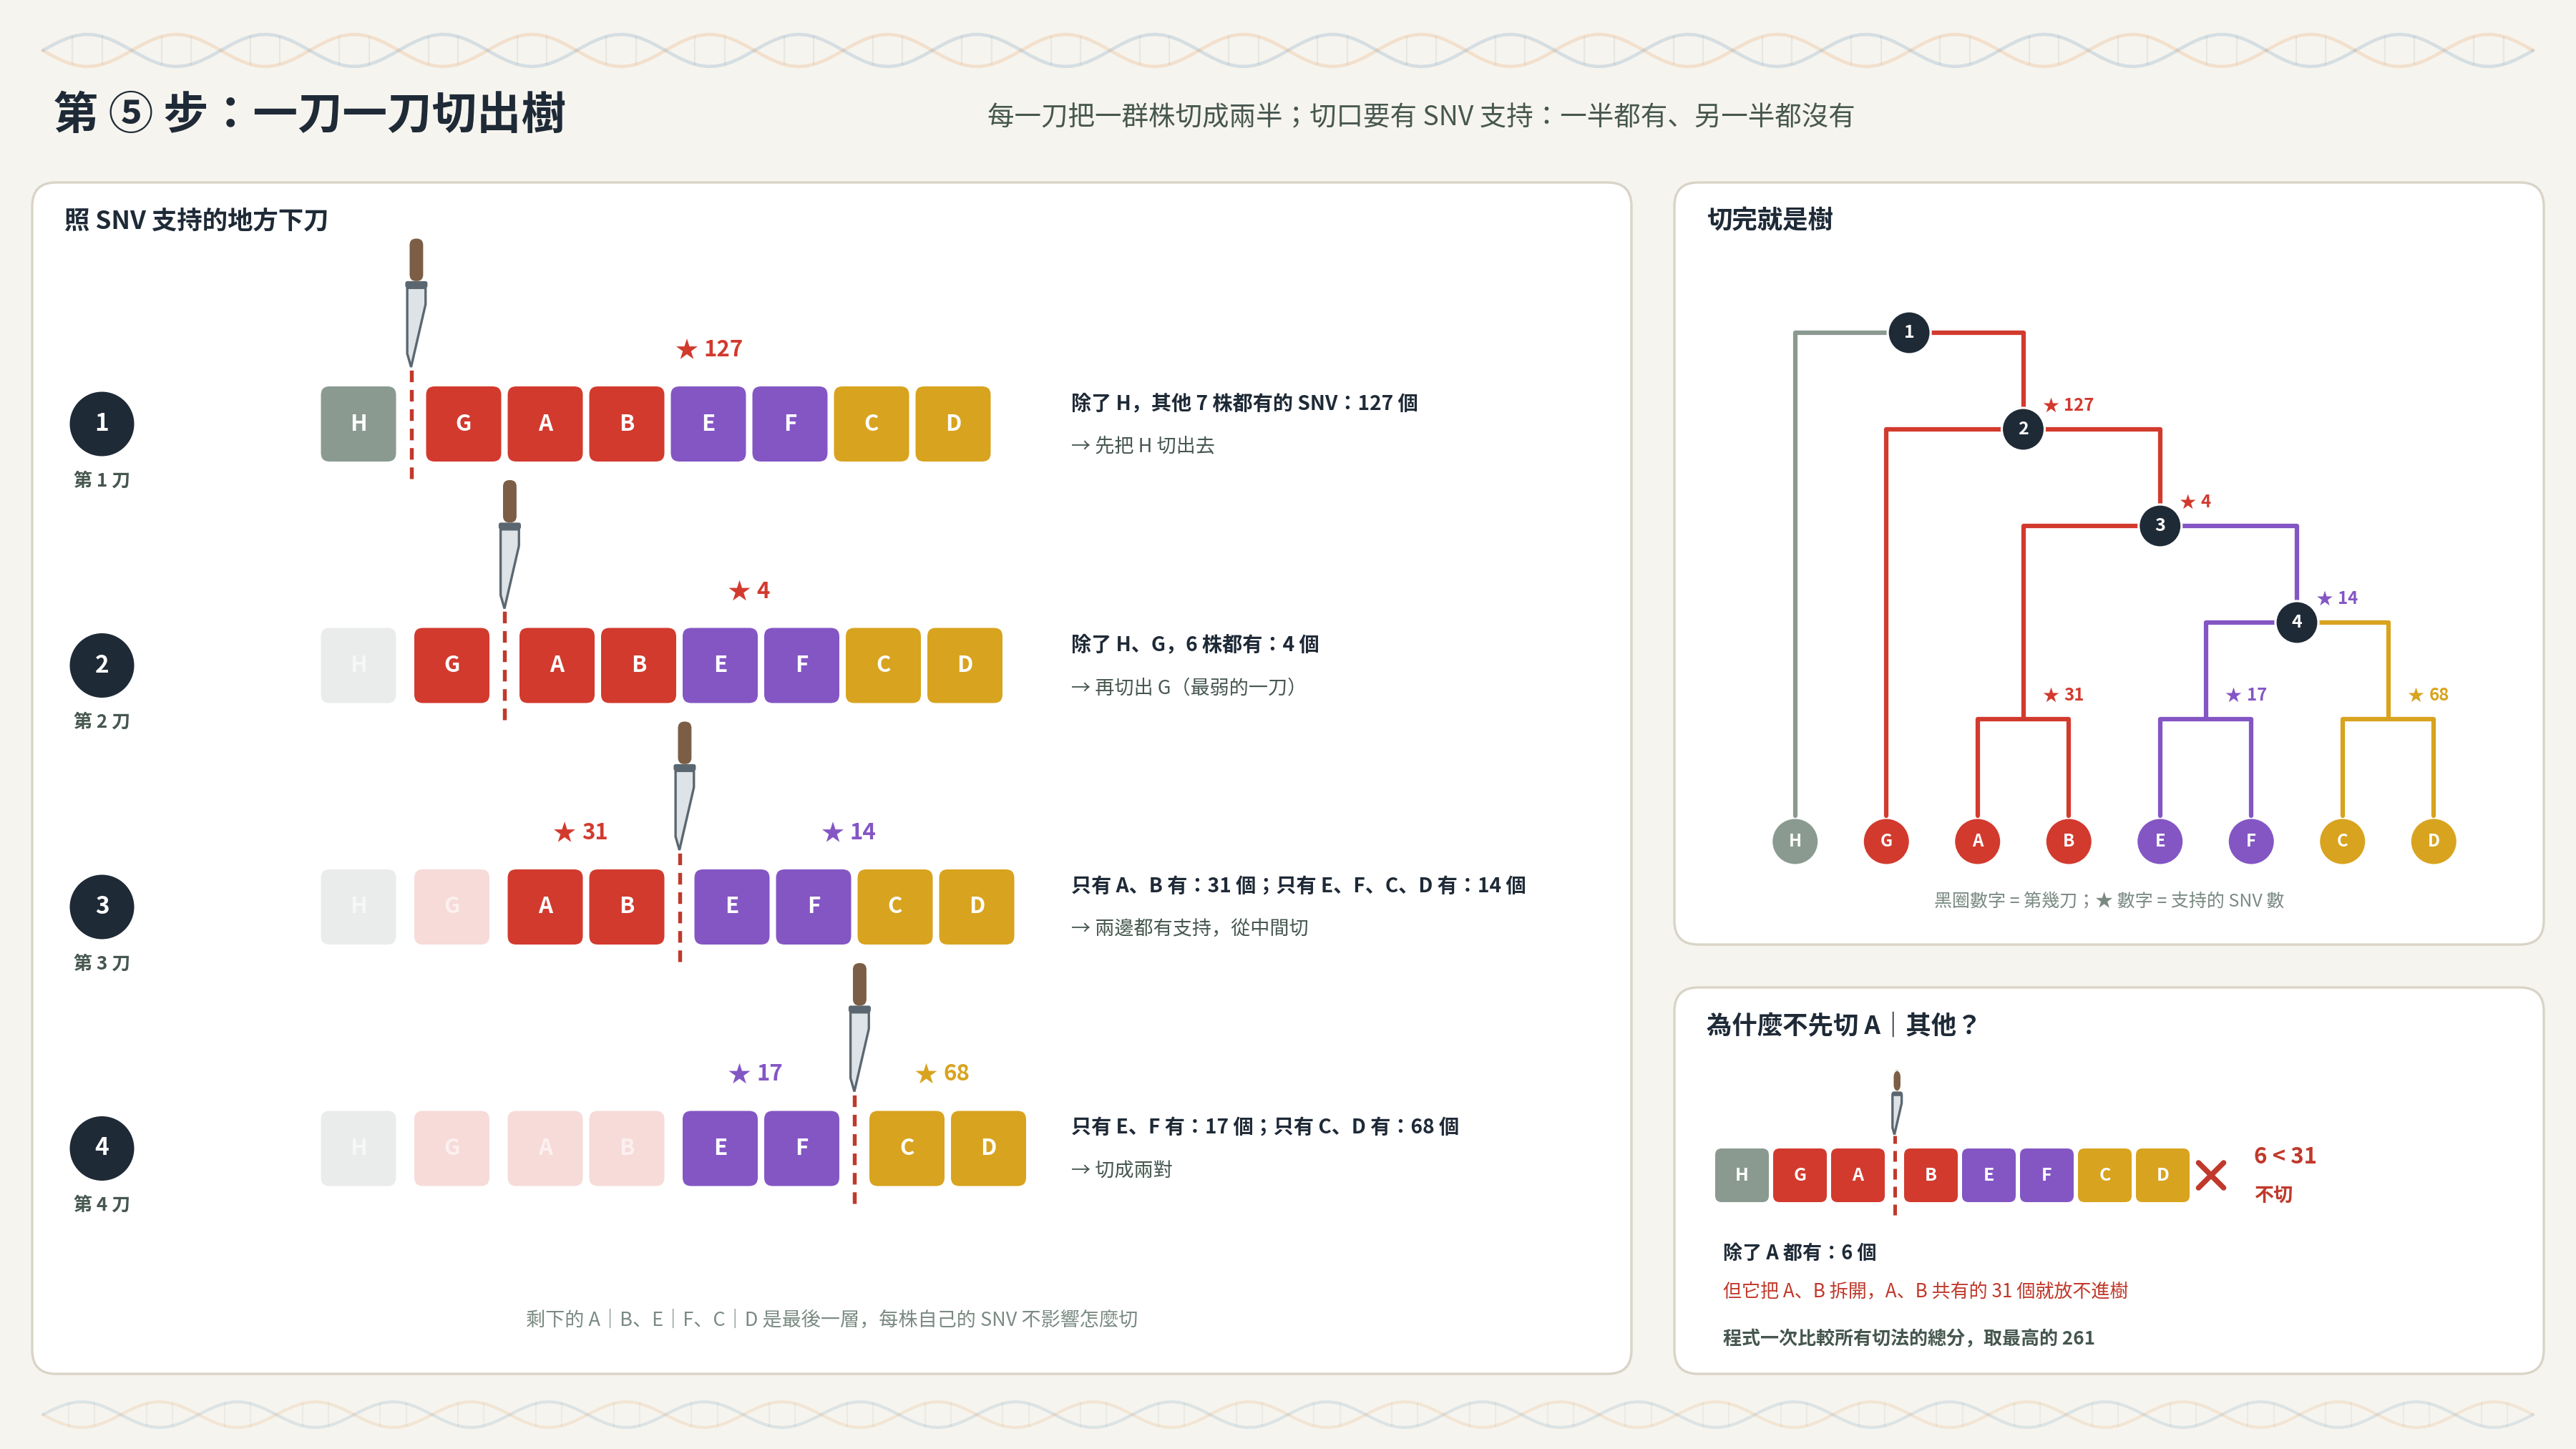 第 ⑤ 步：一刀一刀切出樹
每一刀把一群株切成兩半；切口要有 SNV 支持：一半都有、另一半都沒有
照 SNV 支持的地方下刀
★ 127
1
H G A B E F C D
除了 H，其他 7 株都有的 SNV：127 個
→ 先把 H 切出去
第 1 刀
★ 4
2
H G A B E F C D
除了 H、G，6 株都有：4 個
→ 再切出 G（最弱的一刀）
第 2 刀
★ 31 ★ 14
3
H G A B E F C D
只有 A、B 有：31 個；只有 E、F、C、D 有：14 個
→ 兩邊都有支持，從中間切
第 3 刀
★ 17 ★ 68
4
H G A B E F C D
只有 E、F 有：17 個；只有 C、D 有：68 個
→ 切成兩對
第 4 刀
剩下的 A｜B、E｜F、C｜D 是最後一層，每株自己的 SNV 不影響怎麼切
切完就是樹
1
★ 127
2
★ 4
3
★ 14
4
★ 31 ★ 17 ★ 68
H G A B E F C D
黑圈數字 = 第幾刀；★ 數字 = 支持的 SNV 數
為什麼不先切 A｜其他？
H G A B E F C D
6 < 31
不切
除了 A 都有：6 個
但它把 A、B 拆開，A、B 共有的 31 個就放不進樹
程式一次比較所有切法的總分，取最高的 261